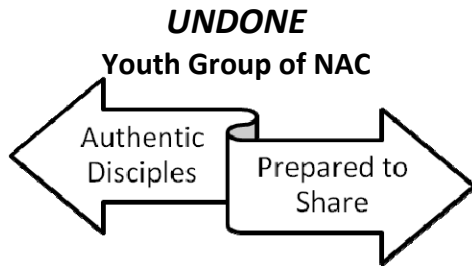 UNDONE
Youth Group of NAC
Authentic
Disciples
Prepared to
Share